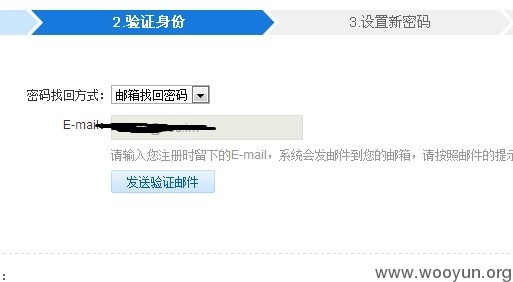 2.验证身份
3.设置新密码
密码找回方式：
邮箱找回密码
E-mail
请输入您注册时留下的E-mail，系统会发邮件到您的邮箱，请按照邮件的提示
发送验证邮件
：
www.wooyun.org